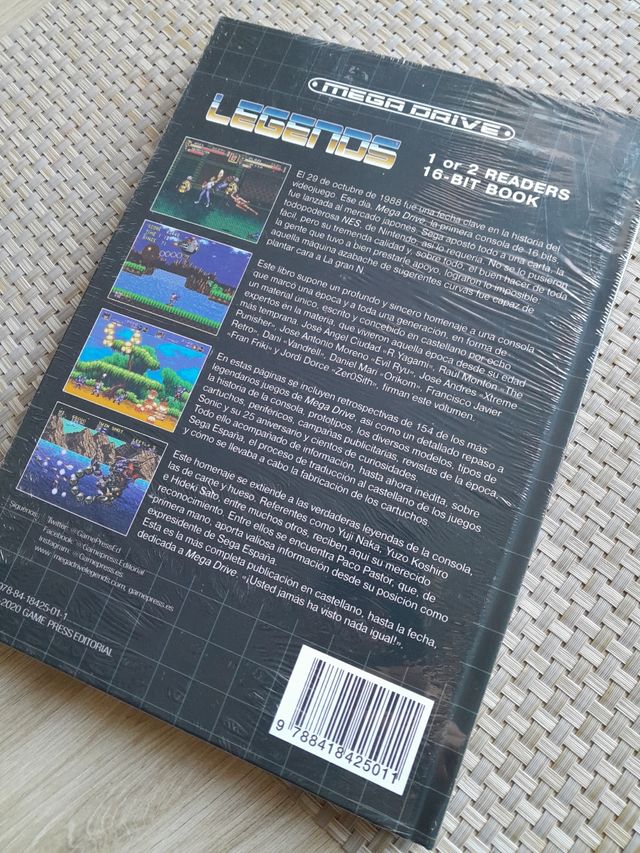 MEGA DRIVE
LEGENDS
1 or 2 READERS
16-BIT BOOK
El 29 de octubre de 1988 fue una fecha clave en la historia del
videojuego. Ese día, Mega Drive, la primera consola de 16 bits,
fue lanzada al mercado japonés. Sega apostó todo a una carta, la
todopoderosa NES, de Nintendo, así lo requería. No se lo pusieron
fácil, pero su tremenda calidad y, sobre todo, el buen hacer de toda
la gente que tuvo a bien prestarle apoyo, lograron lo imposible:
aquella máquina azabache de sugerentes curvas fue capaz de
plantar cara a La gran N.
Este libro supone un profundo y sincero homenaje a una consola
que marcó una época y a toda una generación, en forma de
un material único, escrito y concebido en castellano por ocho
expertos en la materia, que vivieron aquella época desde su edad
más temprana. José Ángel Ciudad «R.Yagami», Raúl Montón «The
Punisher», José Antonio Moreno «Evil Ryu», José Andrés «Xtreme
Retro», Dani «Vandrell», Daniel Mari «Orikom», Francisco Javier
«Fran Friki» y Jordi Dorce «Zer0Sith», firman este volumen.
En estas páginas se incluyen retrospectivas de 154 de los más
legendarios juegos de Mega Drive, así como un detallado repaso a
la historia de la consola, prototipos, los diversos modelos, tipos de
cartuchos, periféricos, campañas publicitarias, revistas de la época,
Sonic y su 25 aniversario y cientos de curiosidades.
Todo ello acompañado de información, hasta ahora inédita, sobre
Sega España. El proceso de traducción al castellano de los juegos
y cómo se llevaba a cabo la fabricación de los cartuchos.
Este homenaje se extiende a las verdaderas leyendas de la consola,
las de carne y hueso. Referentes como Yuji Naka, Yuzo Koshiro
e Hideki Sato, entre muchos otros, reciben aquí su merecido
reconocimiento. Entre ellos se encuentra Paco Pastor, que, de
primera mano, aporta valiosa información desde su posición como
expresidente de Sega España.
Esta es la más completa publicación en castellano, hasta la fecha,
dedicada a Mega Drive. «¡Usted jamás ha visto nada igual!».
Síguenos: Twitter: @GamePressEd
Facebook: @Gamepress.Editorial
Instagram: @Gamepress.es
www.megadrivelegends.com, gamepress.es
978-84-18425-01-1
2020 GAME PRESS EDITORIAL
9 788418 425011